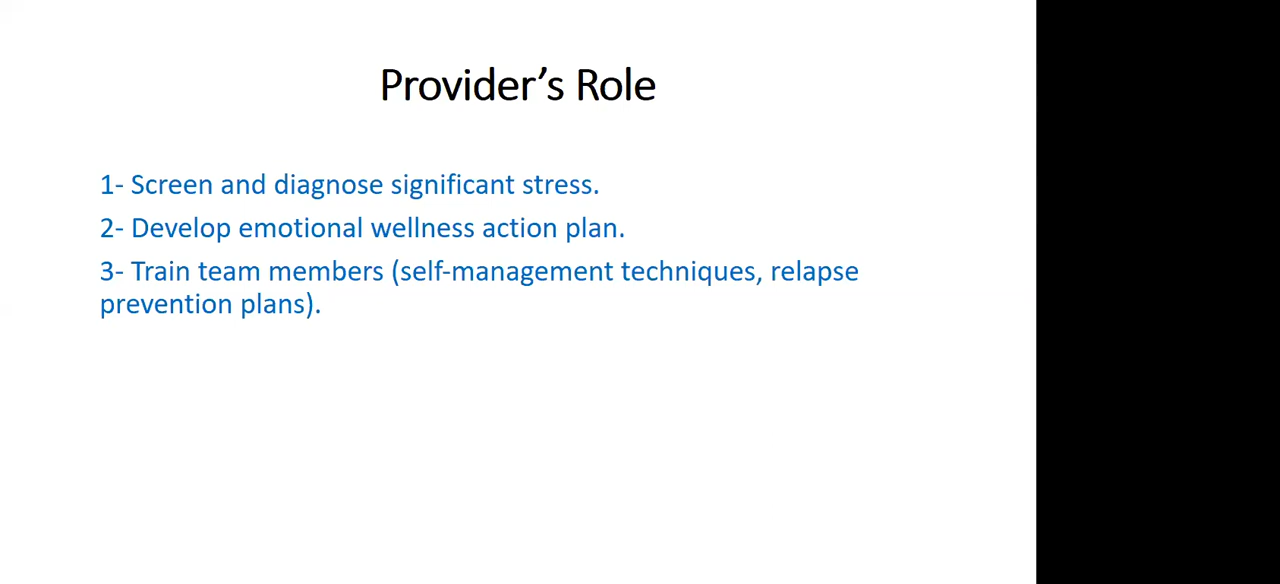 Provider’s Role
1- Screen and diagnose significant stress.
2- Develop emotional wellness action plan.
3- Train team members (self-management techniques, relapse
prevention plans).